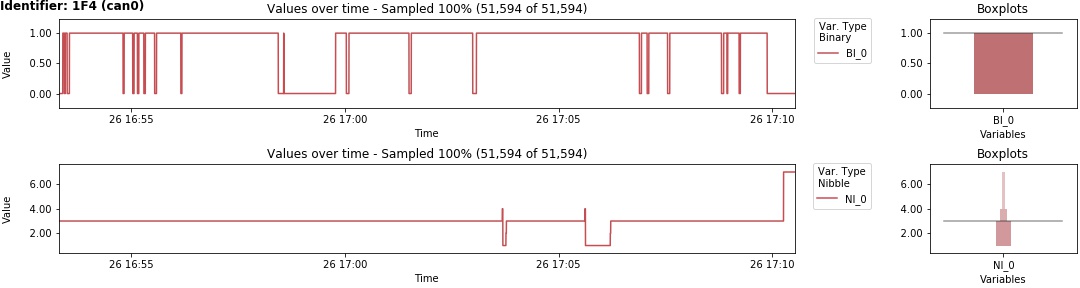 Identifier: 1F4 (can0)
Values over time - Sampled 100% (51,594 of 51,594)
Boxplots
Value
1.00
0.50
0.00
26 16:55
26 17:00
26 17:05
26 17:10
Time
Var. Type
Binary
BI_0
1.00
0.50
0.00
BI_0
Variables
Values over time - Sampled 100% (51,594 of 51,594)
Boxplots
Value
6.00
4.00
2.00
26 16:55
26 17:00
26 17:05
26 17:10
Time
Var. Type
Nibble
NI_0
6.00
4.00
2.00
NI_0
Variables